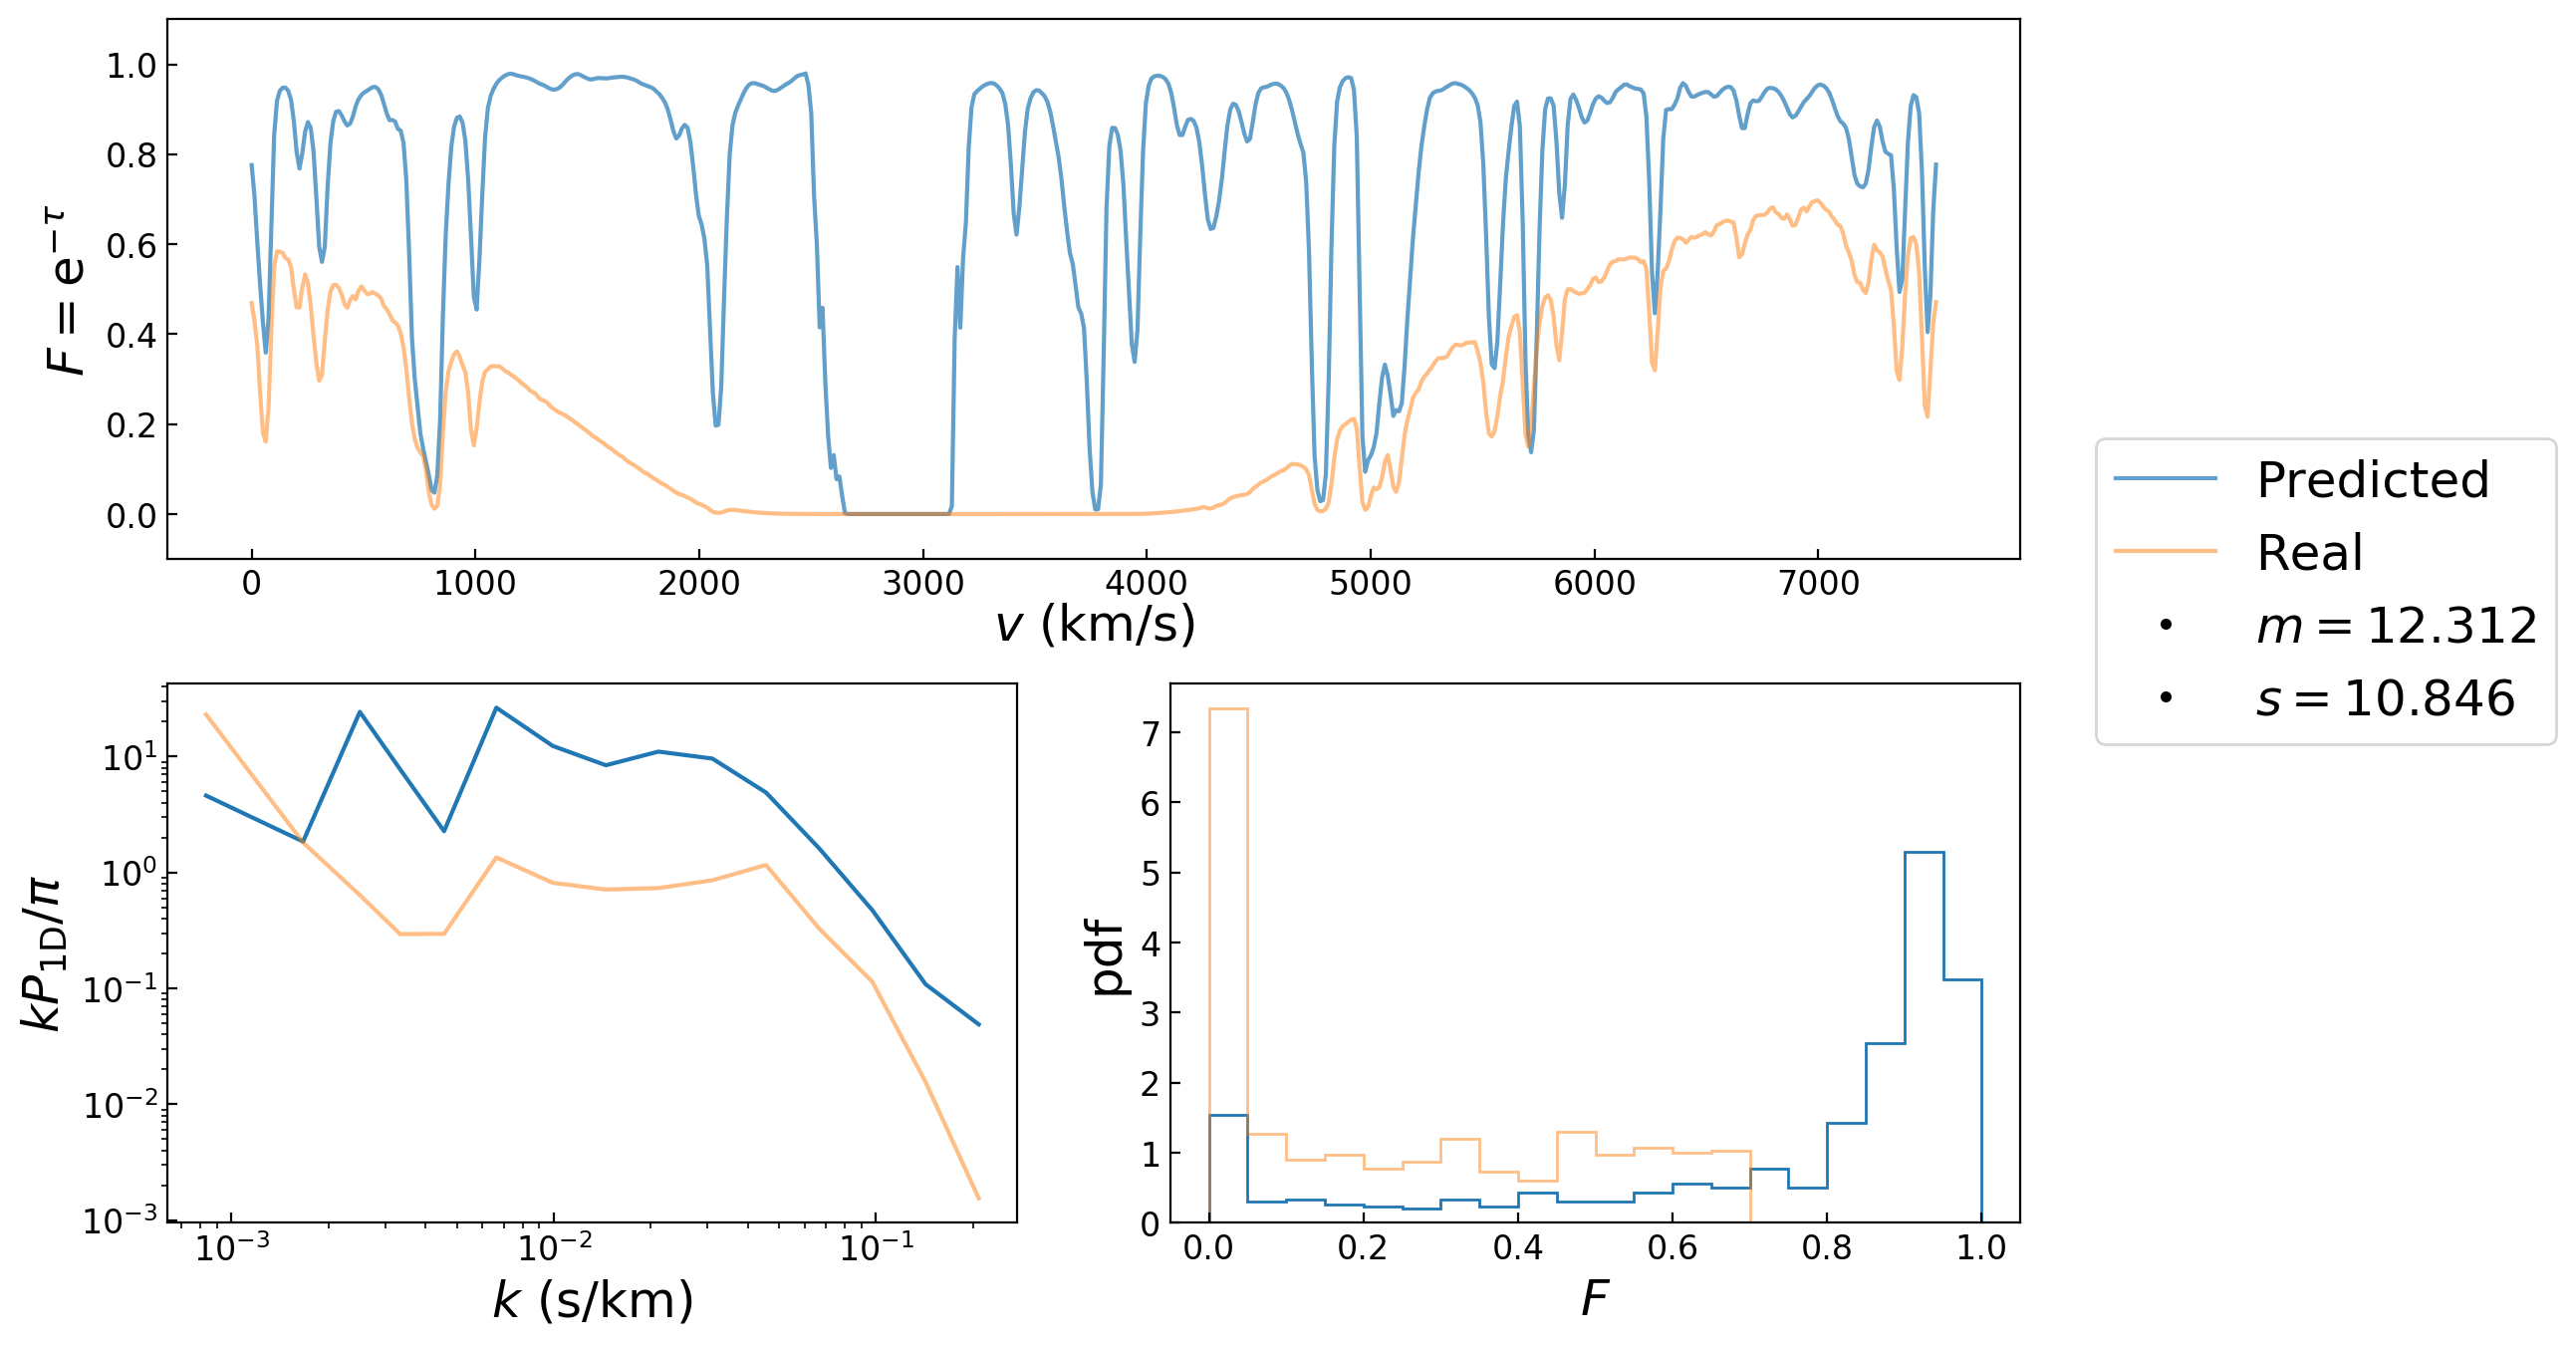 1.0
0.8
0.6
0.4
0.2
0.0
F = e^{-τ}
0 1000 2000 3000 4000 5000 6000 7000
v (km/s)
Predicted
Real
m = 12.312
s = 10.846
10^1
10^0
10^{-1}
10^{-2}
10^{-3}
kP_{1D}/π
10^{-3} 10^{-2} 10^{-1}
k (s/km)
7
6
5
4
3
2
1
0
pdf
0.0 0.2 0.4 0.6 0.8 1.0
F